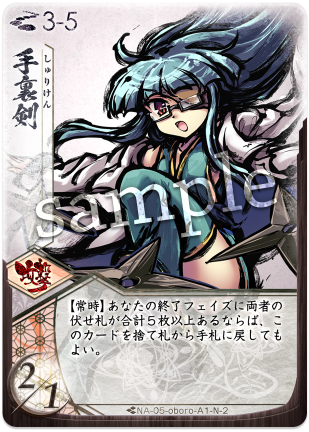 3-5
手裏剣
しゅりけん
sample
攻撃
【常時】あなたの終了フェイズに両者の
伏せ札が合計５枚以上あるならば、こ
のカードを捨て札から手札に戻しても
よい。
2/1
NA-05-oboro-A1-N-2